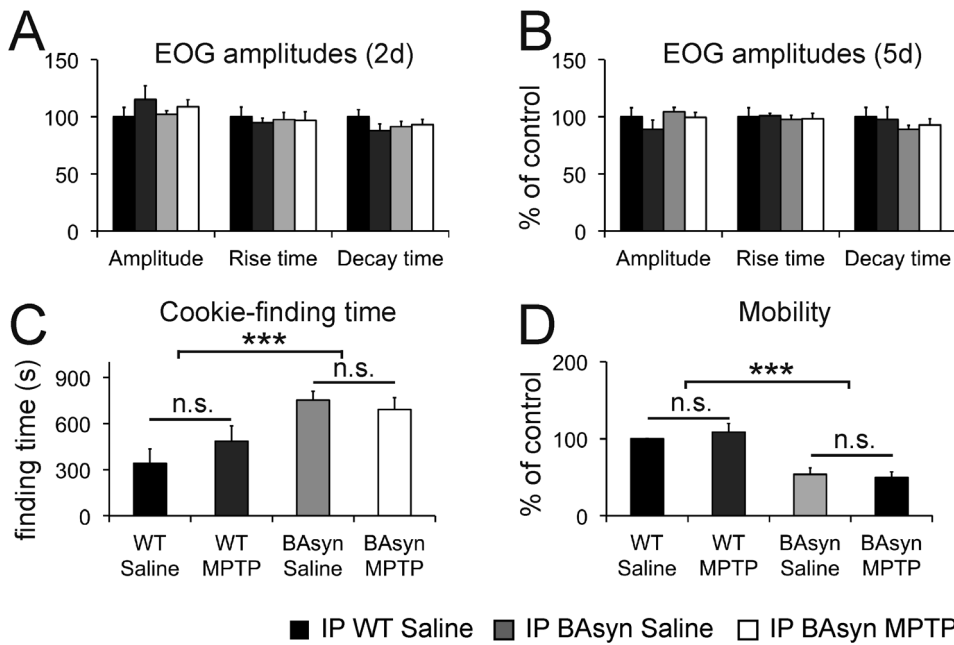 A
EOG amplitudes (2d)
150
100
50
0
Amplitude Rise time Decay time
B
EOG amplitudes (5d)
% of control
150
100
50
0
Amplitude Rise time Decay time
C
Cookie-finding time
finding time (s)
***
n.s.
n.s.
900
600
300
0
WT Saline
WT MPTP
BAsyn Saline
BAsyn MPTP
D
Mobility
% of control
***
n.s.
n.s.
200
100
0
WT Saline
WT MPTP
BAsyn Saline
BAsyn MPTP
IP WT Saline IP BAsyn Saline IP BAsyn MPTP